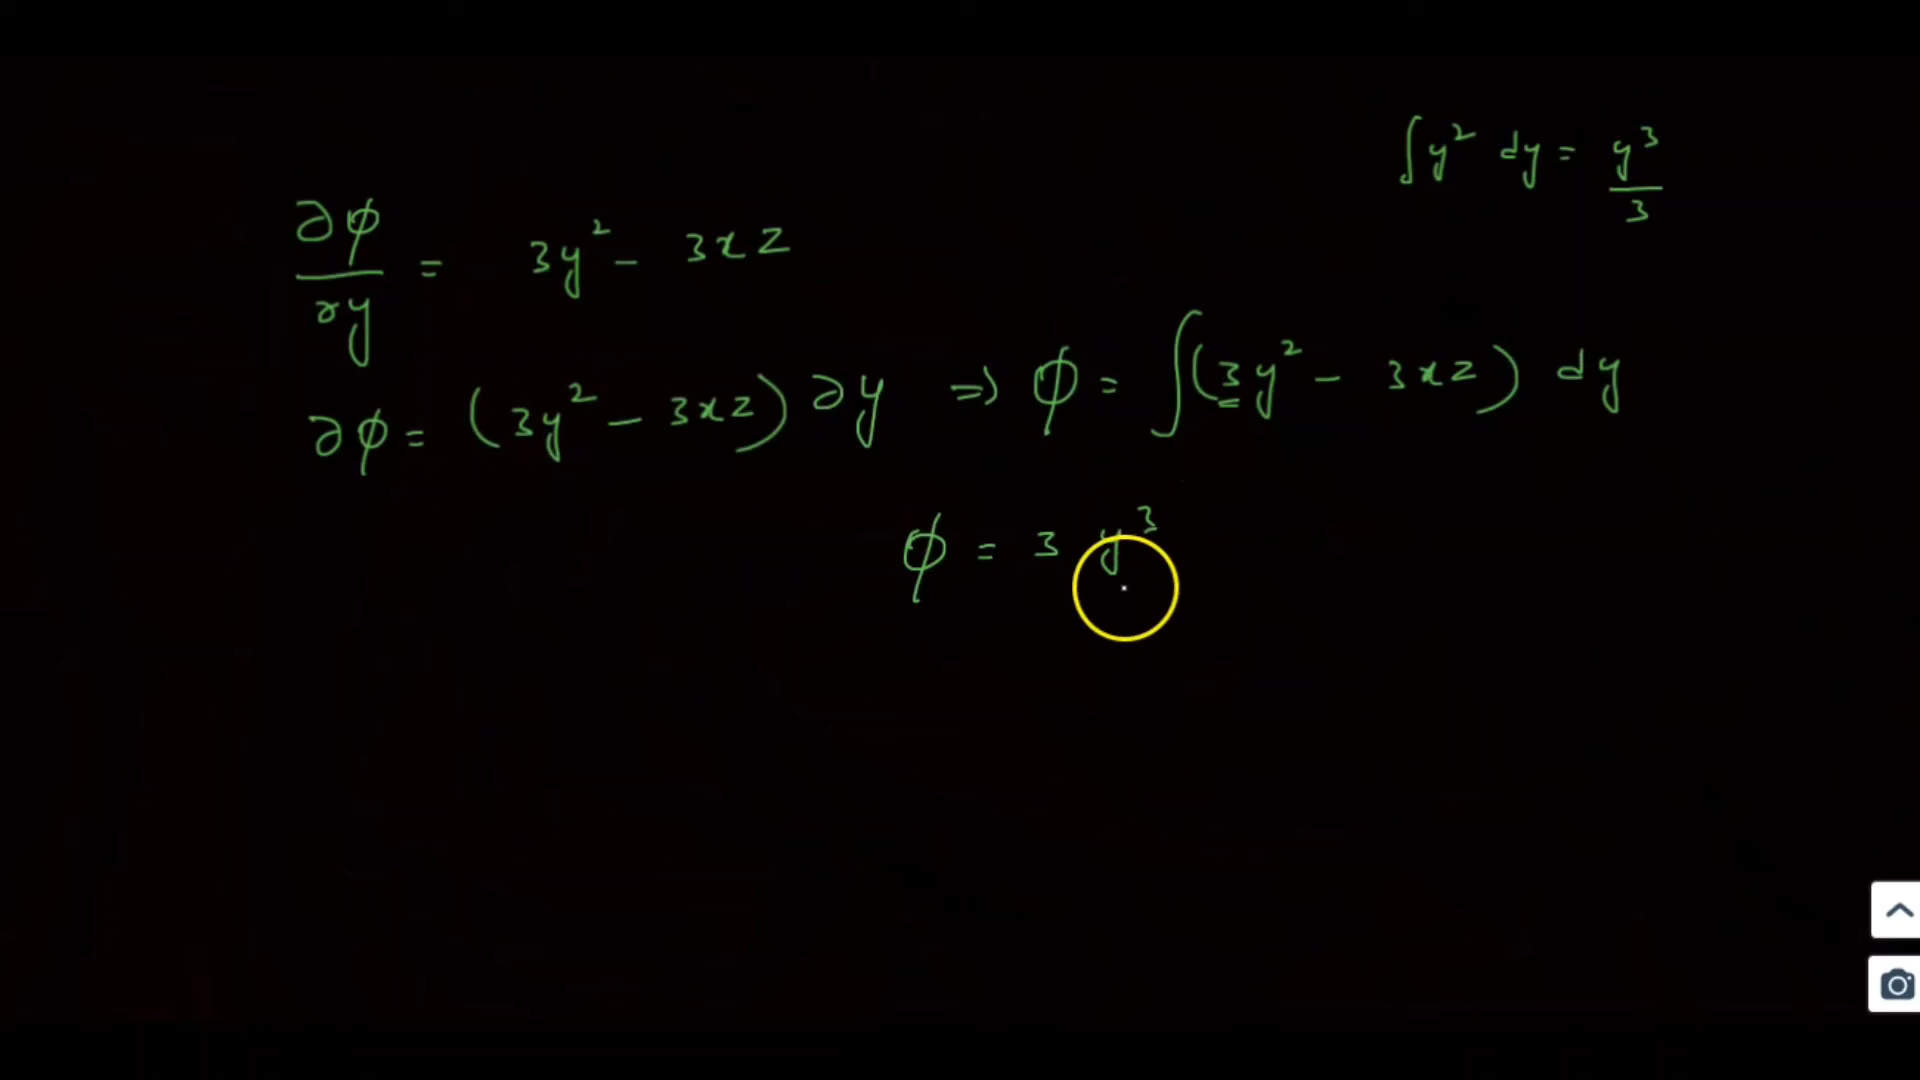 ∫y² dy = y³/3
∂φ/∂y = 3y² - 3xz
∂φ = (3y² - 3xz) ∂y ⇒ φ = ∫(3y² - 3xz) dy
φ = 3 y³